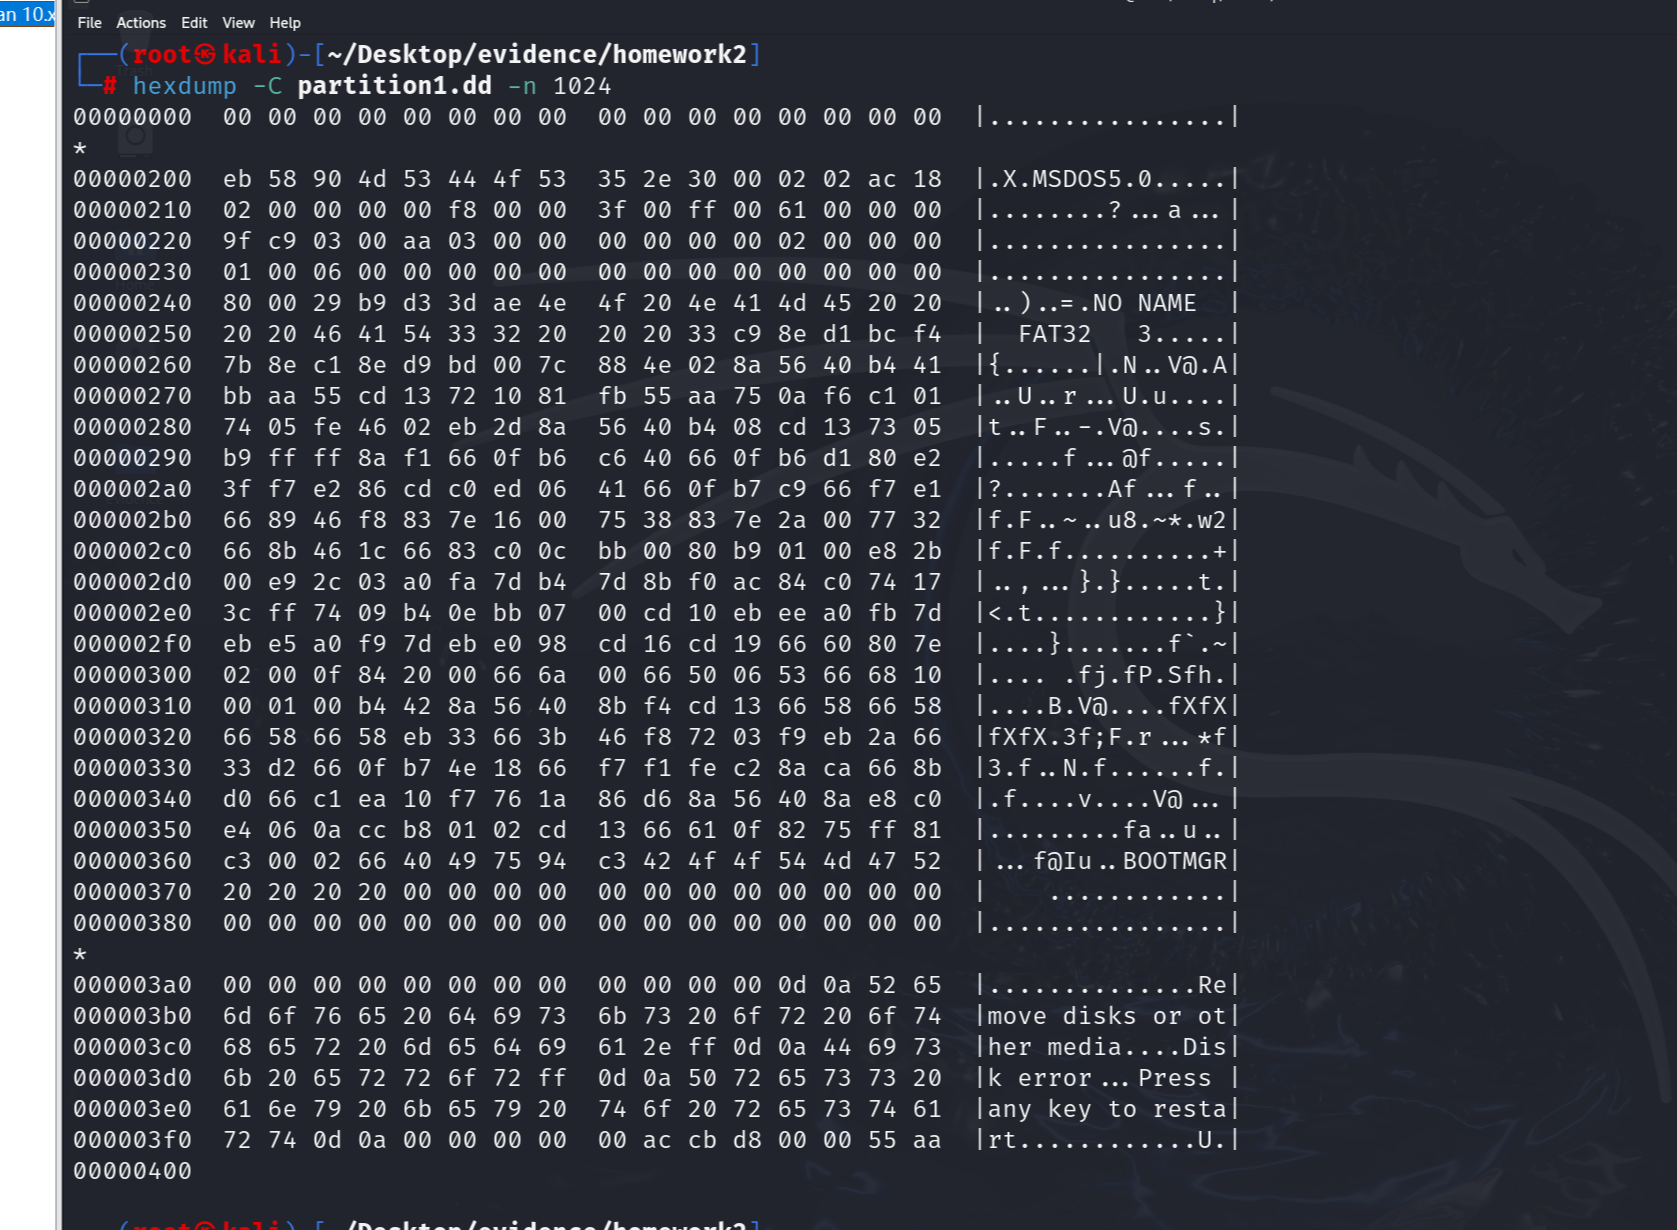 an 10.x
File Actions Edit View Help
┌──(root㉿kali)-[~/Desktop/evidence/homework2]
└─# hexdump -C partition1.dd -n 1024
00000000  00 00 00 00 00 00 00 00  00 00 00 00 00 00 00 00  |................|
*
00000200  eb 58 90 4d 53 44 4f 53  35 2e 30 00 02 02 ac 18  |.X.MSDOS5.0.....|
00000210  02 00 00 00 00 f8 00 00  3f 00 ff 00 61 00 00 00  |........?...a...|
00000220  9f c9 03 00 aa 03 00 00  00 00 00 00 02 00 00 00  |................|
00000230  01 00 06 00 00 00 00 00  00 00 00 00 00 00 00 00  |................|
00000240  80 00 29 b9 d3 3d ae 4e  4f 20 4e 41 4d 45 20 20  |..)..=.NO NAME  |
00000250  20 20 46 41 54 33 32 20  20 20 33 c9 8e d1 bc f4  |  FAT32   3.....|
00000260  7b 8e c1 8e d9 bd 00 7c  88 4e 02 8a 56 40 b4 41  |{......|.N..V@.A|
00000270  bb aa 55 cd 13 72 10 81  fb 55 aa 75 0a f6 c1 01  |..U..r...U.u....|
00000280  74 05 fe 46 02 eb 2d 8a  56 40 b4 08 cd 13 73 05  |t..F..-.V@....s.|
00000290  b9 ff ff 8a f1 66 0f b6  c6 40 66 0f b6 d1 80 e2  |.....f...@f.....|
000002a0  3f f7 e2 86 cd c0 ed 06  41 66 0f b7 c9 66 f7 e1  |?.......Af...f..|
000002b0  66 89 46 f8 83 7e 16 00  75 38 83 7e 2a 00 77 32  |f.F..~..u8.~*.w2|
000002c0  66 8b 46 1c 66 83 c0 0c  bb 00 80 b9 01 00 e8 2b  |f.F.f..........+|
000002d0  00 e9 2c 03 a0 fa 7d b4  7d 8b f0 ac 84 c0 74 17  |..,...}.}.....t.|
000002e0  3c ff 74 09 b4 0e bb 07  00 cd 10 eb ee a0 fb 7d  |<.t............}|
000002f0  eb e5 a0 f9 7d eb e0 98  cd 16 cd 19 66 60 80 7e  |....}.......f`.~|
00000300  02 00 0f 84 20 00 66 6a  00 66 50 06 53 66 68 10  |.... .fj.fP.Sfh.|
00000310  00 01 00 b4 42 8a 56 40  8b f4 cd 13 66 58 66 58  |....B.V@....fXfX|
00000320  66 58 66 58 eb 33 66 3b  46 f8 72 03 f9 eb 2a 66  |fXfX.3f;F.r...*f|
00000330  33 d2 66 0f b7 4e 18 66  f7 f1 fe c2 8a ca 66 8b  |3.f..N.f......f.|
00000340  d0 66 c1 ea 10 f7 76 1a  86 d6 8a 56 40 8a e8 c0  |.f....v....V@...|
00000350  e4 06 0a cc b8 01 02 cd  13 66 61 0f 82 75 ff 81  |.........fa..u..|
00000360  c3 00 02 66 40 49 75 94  c3 42 4f 4f 54 4d 47 52  |...f@Iu..BOOTMGR|
00000370  20 20 20 20 00 00 00 00  00 00 00 00 00 00 00 00  |    ............|
00000380  00 00 00 00 00 00 00 00  00 00 00 00 00 00 00 00  |................|
*
000003a0  00 00 00 00 00 00 00 00  00 00 00 00 0d 0a 52 65  |..............Re|
000003b0  6d 6f 76 65 20 64 69 73  6b 73 20 6f 72 20 6f 74  |move disks or ot|
000003c0  68 65 72 20 6d 65 64 69  61 2e ff 0d 0a 44 69 73  |her media....Dis|
000003d0  6b 20 65 72 72 6f 72 ff  0d 0a 50 72 65 73 73 20  |k error...Press |
000003e0  61 6e 79 20 6b 65 79 20  74 6f 20 72 65 73 74 61  |any key to resta|
000003f0  72 74 0d 0a 00 00 00 00  00 ac cb d8 00 00 55 aa  |rt............U.|
00000400
(root㉿kali)-[~/Desktop/evidence/homework2]